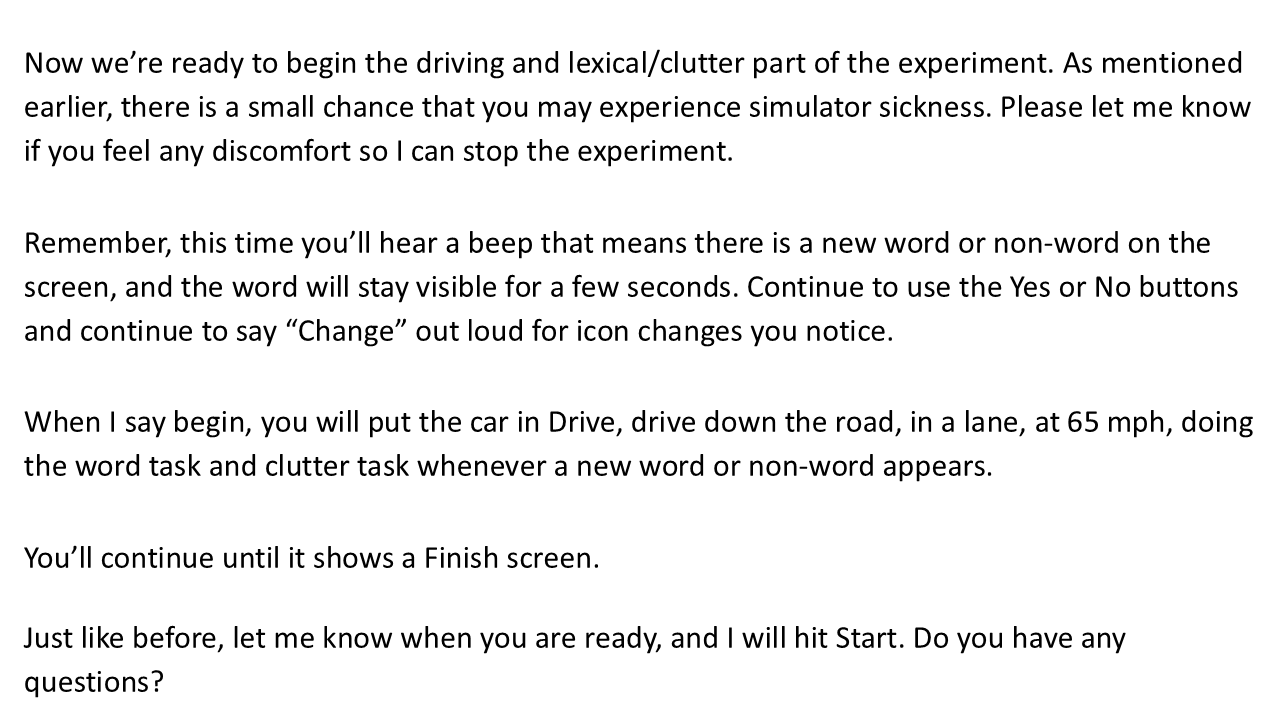 Now we’re ready to begin the driving and lexical/clutter part of the experiment. As mentioned
earlier, there is a small chance that you may experience simulator sickness. Please let me know
if you feel any discomfort so I can stop the experiment.
Remember, this time you’ll hear a beep that means there is a new word or non-word on the
screen, and the word will stay visible for a few seconds. Continue to use the Yes or No buttons
and continue to say “Change” out loud for icon changes you notice.
When I say begin, you will put the car in Drive, drive down the road, in a lane, at 65 mph, doing
the word task and clutter task whenever a new word or non-word appears.
You’ll continue until it shows a Finish screen.
Just like before, let me know when you are ready, and I will hit Start. Do you have any
questions?